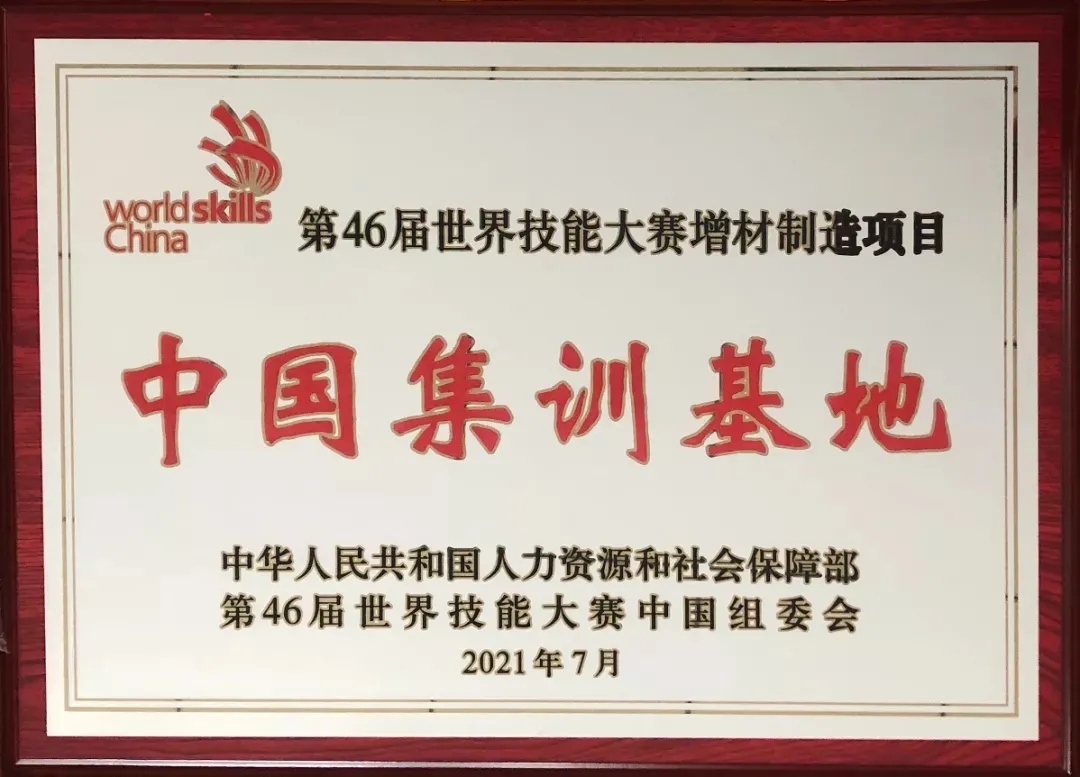 worldskills
China
第46届世界技能大赛增材制造项目
中国集训基地
中华人民共和国人力资源和社会保障部
第46届世界技能大赛中国组委会
2021年7月